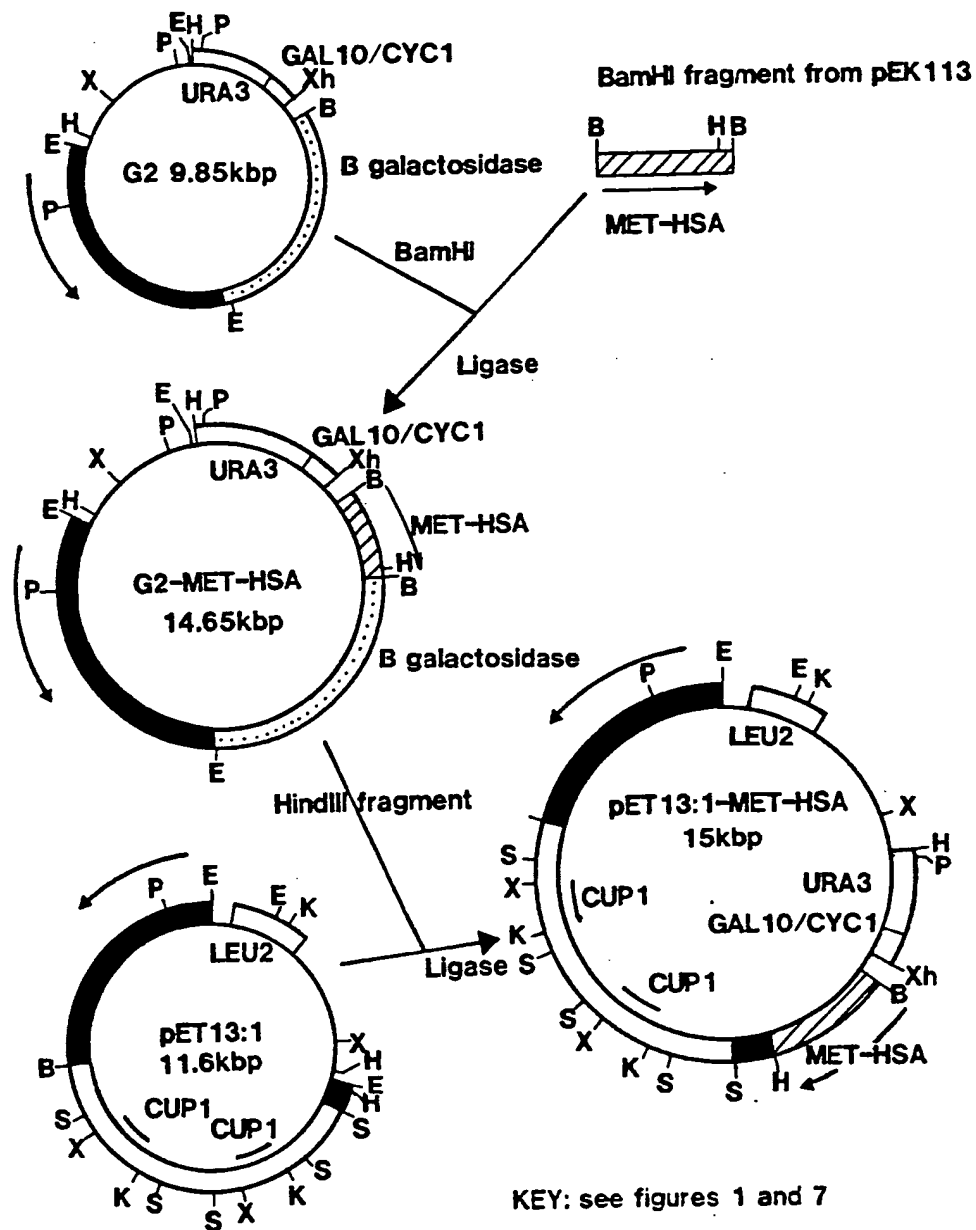 E H P
P
GAL10/CYC1
Xh
X
URA3
B
H
E
G2 9.85kbp
B galactosidase
P
E
BamHI fragment from pEK113
B H B
MET-HSA
BamHI
Ligase
E H P
P
GAL10/CYC1
X
Xh
URA3
B
E H
MET-HSA
H
B
P
G2-MET-HSA
14.65kbp
B galactosidase
E
HindIII fragment
Ligase
P E
E K
LEU2
X
pET13:1-MET-HSA
15kbp
H
P
S
URA3
X
CUP1
GAL10/CYC1
K
S
Xh
B
CUP1
S
X
MET-HSA
K
S
S
H
P E
E K
LEU2
pET13:1
11.6kbp
X
H
B
E
H
S
CUP1
CUP1
S
X
S
K
S
K
S
X
KEY: see figures 1 and 7